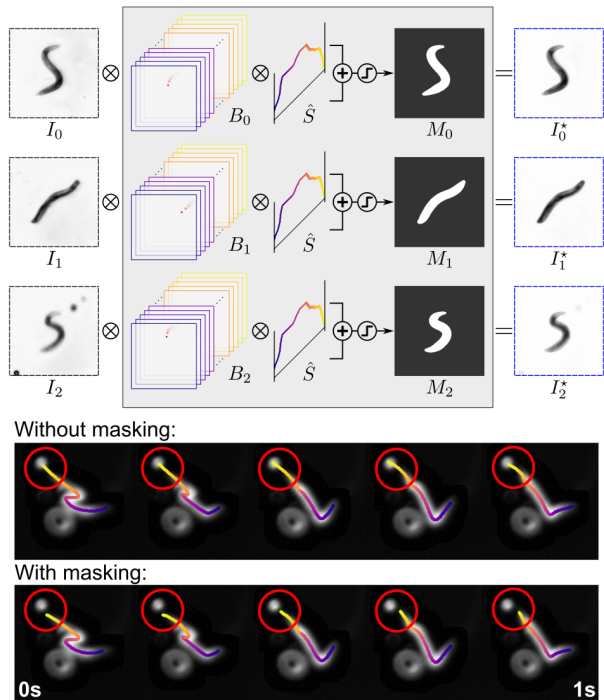 I₀ B₀ Ŝ M₀ I₀⋆
I₁ B₁ Ŝ M₁ I₁⋆
I₂ B₂ Ŝ M₂ I₂⋆
Without masking:
With masking:
0s 1s